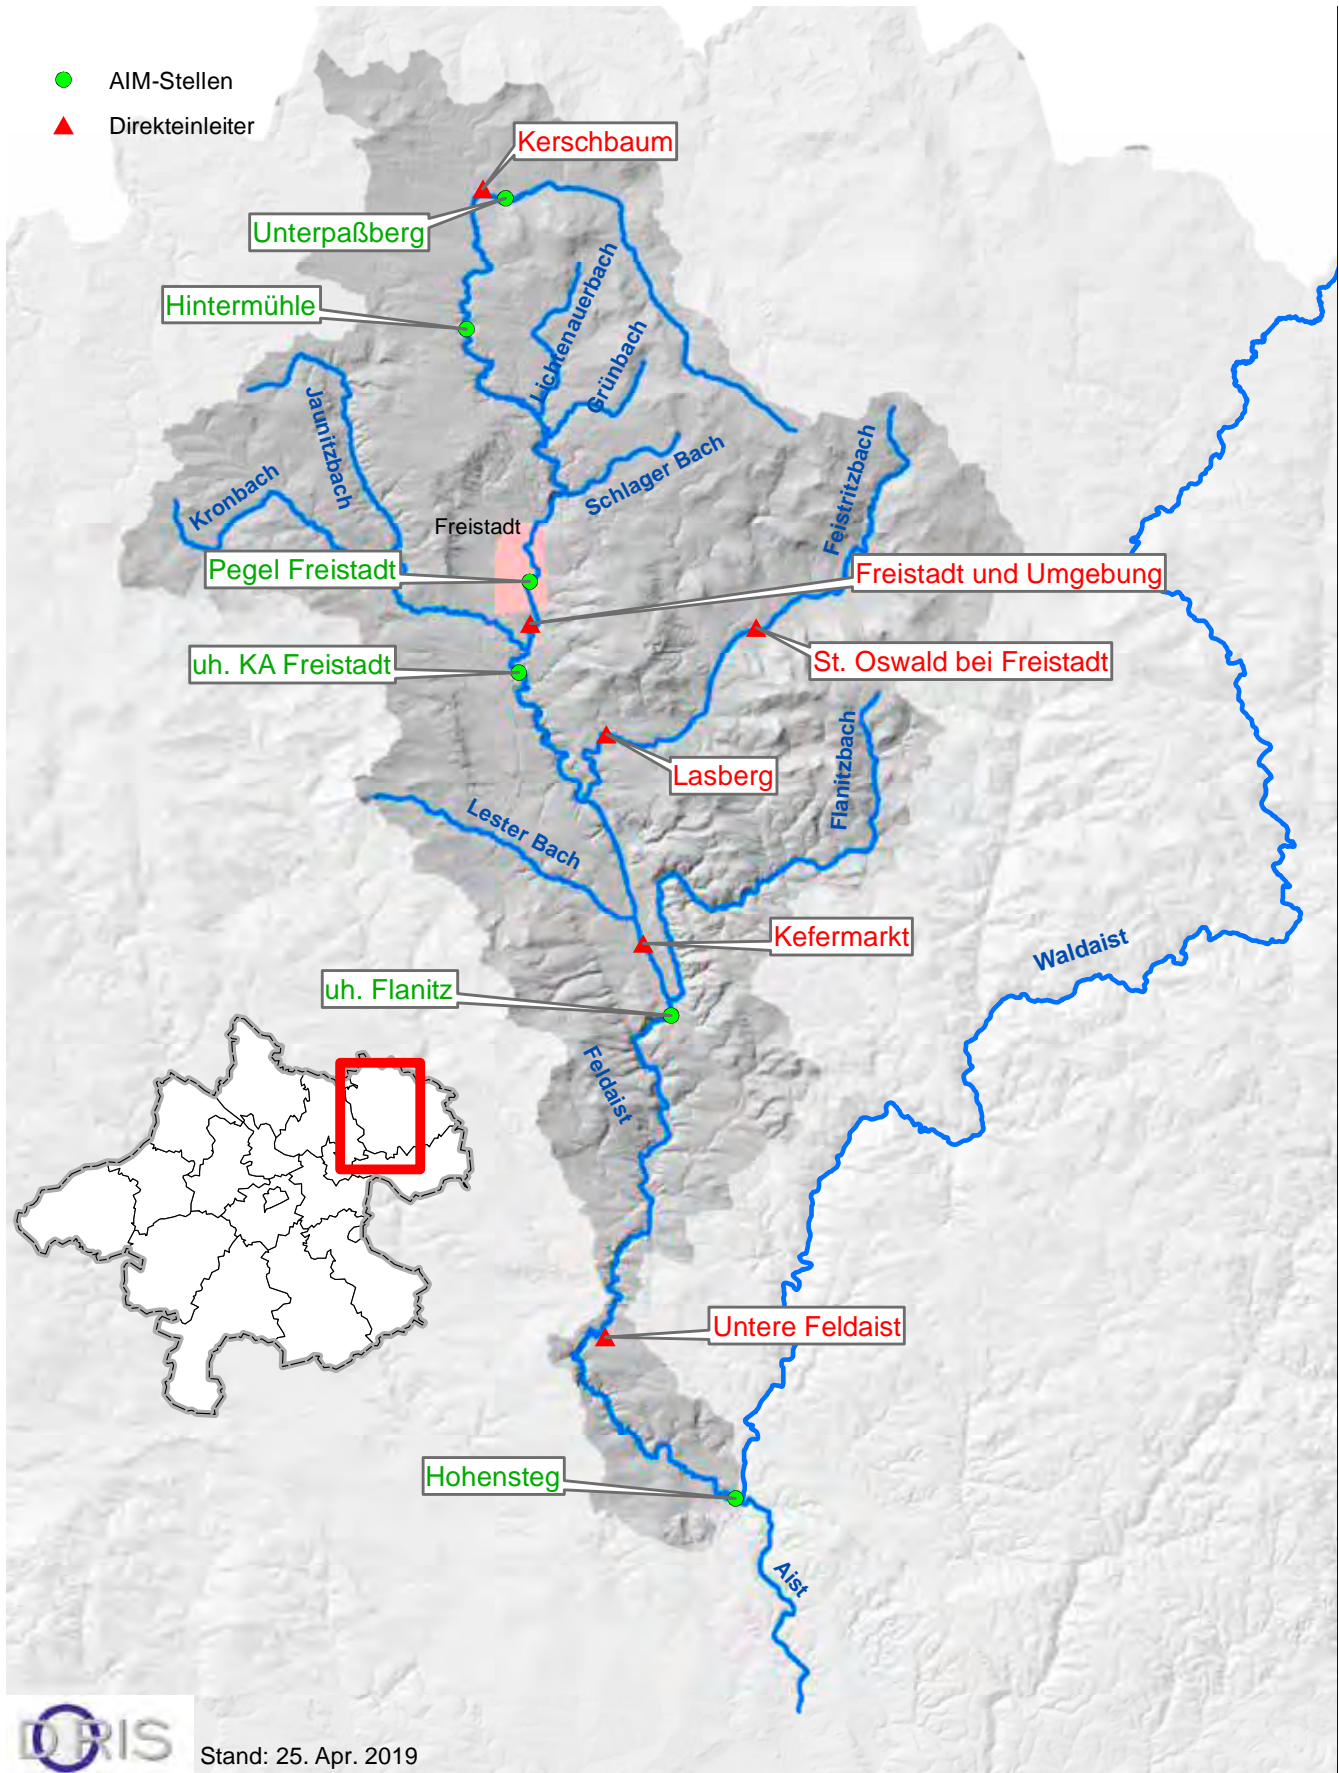 AIM-Stellen
Direkteinleiter
Kerschbaum
Unterpaßberg
Hintermühle
Lichtenauerbach
Grünbach
Jaunitzbach
Kronbach
Schlager Bach
Feistritzbach
Freistadt
Pegel Freistadt
Freistadt und Umgebung
uh. KA Freistadt
St. Oswald bei Freistadt
Lasberg
Flanitzbach
Lester Bach
Kefermarkt
Waldaist
uh. Flanitz
Feldaist
Untere Feldaist
Hohensteg
Aist
DORIS
Stand: 25. Apr. 2019